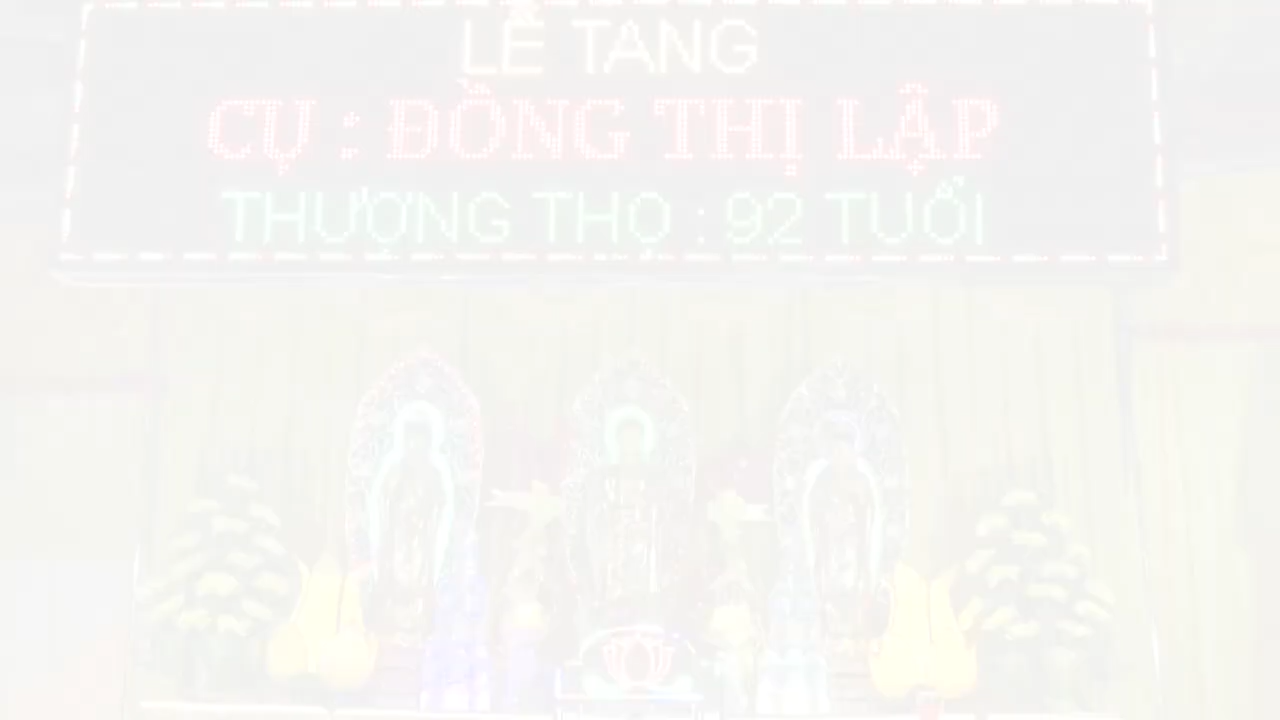 LỄ TANG
CỤ : ĐỒNG THỊ LẬP
THƯỢNG THỌ : 92 TUỔI